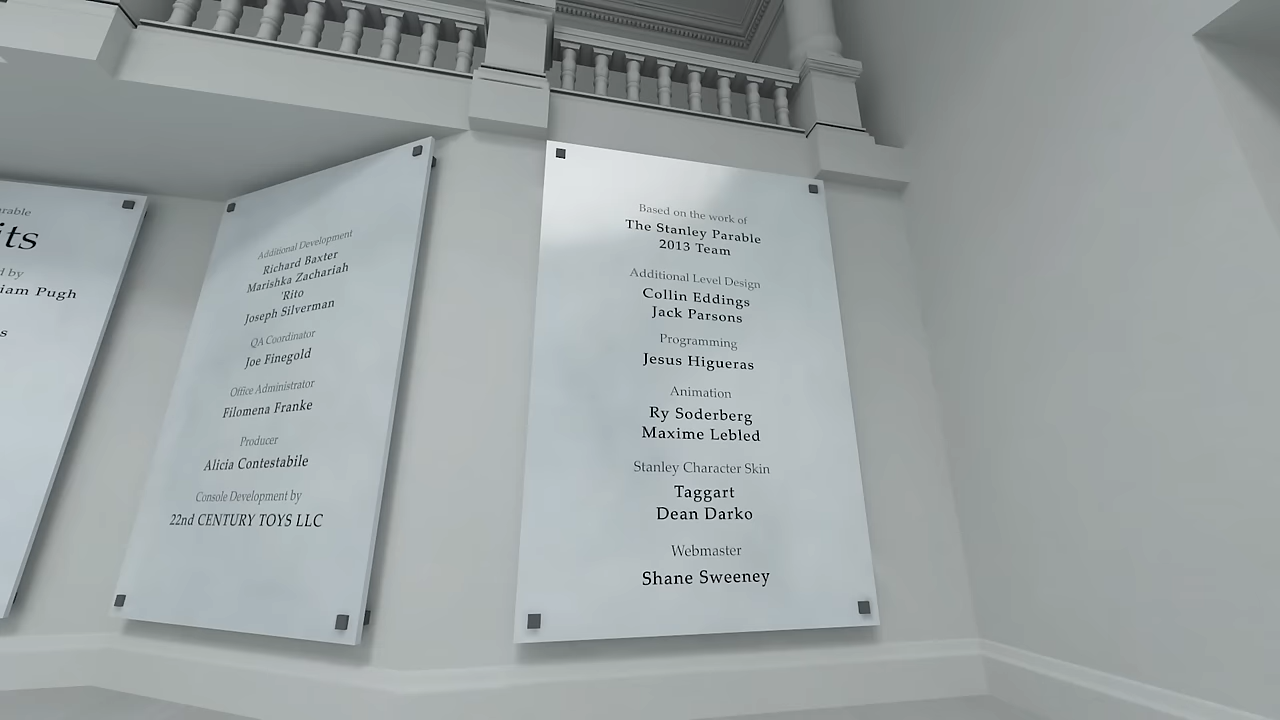 Additional Development
Richard Baxter
Marishka Zachariah
'Rito
Joseph Silverman
QA Coordinator
Joe Finegold
Office Administrator
Filomena Franke
Producer
Alicia Contestabile
Console Development by
22nd CENTURY TOYS LLC
Based on the work of
The Stanley Parable
2013 Team
Additional Level Design
Collin Eddings
Jack Parsons
Programming
Jesus Higueras
Animation
Ry Soderberg
Maxime Lebled
Stanley Character Skin
Taggart
Dean Darko
Webmaster
Shane Sweeney